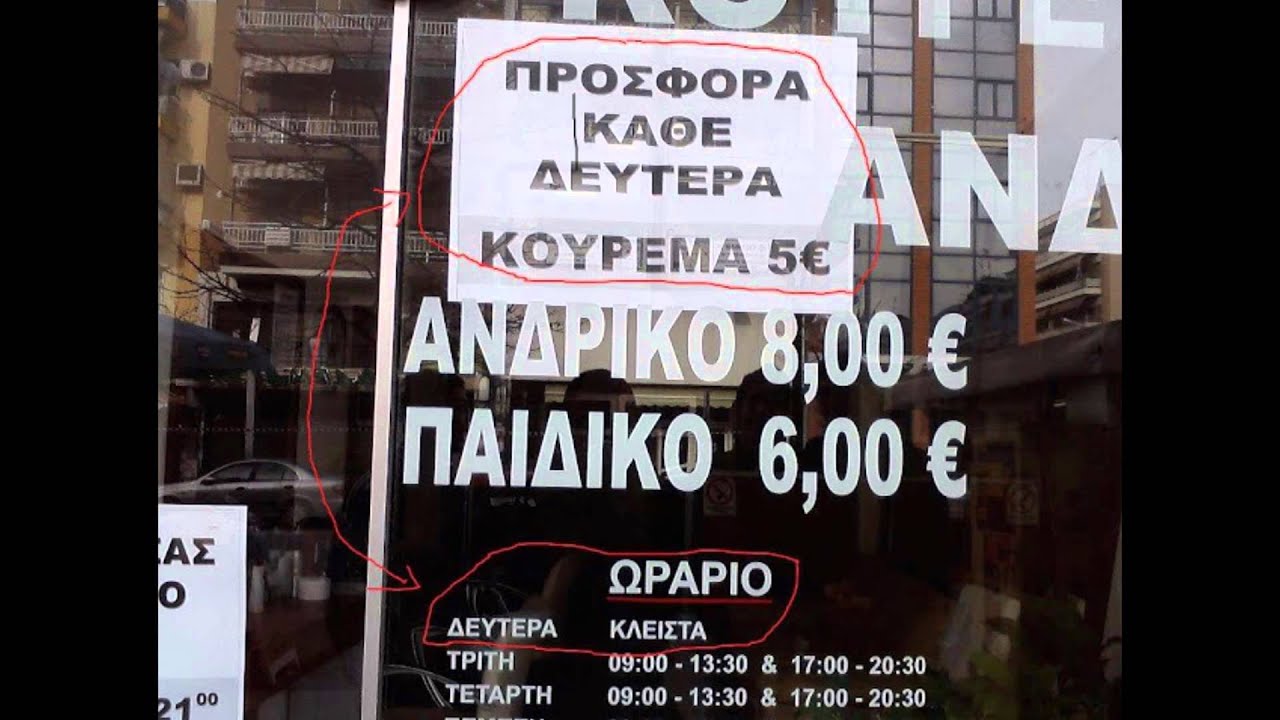 ΠΡΟΣΦΟΡΑ
ΚΑΘΕ
ΔΕΥΤΕΡΑ
ΚΟΥΡΕΜΑ 5€
ΑΝΔΡΙΚΟ 8,00 €
ΠΑΙΔΙΚΟ 6,00 €
ΩΡΑΡΙΟ
ΔΕΥΤΕΡΑ ΚΛΕΙΣΤΑ
ΤΡΙΤΗ 09:00 - 13:30 & 17:00 - 20:30
ΤΕΤΑΡΤΗ 09:00 - 13:30 & 17:00 - 20:30
21⁰⁰